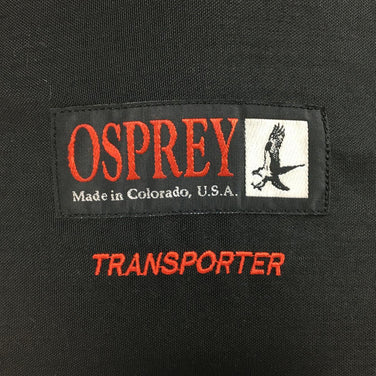 OSPREY
Made in Colorado, U.S.A.
TRANSPORTER